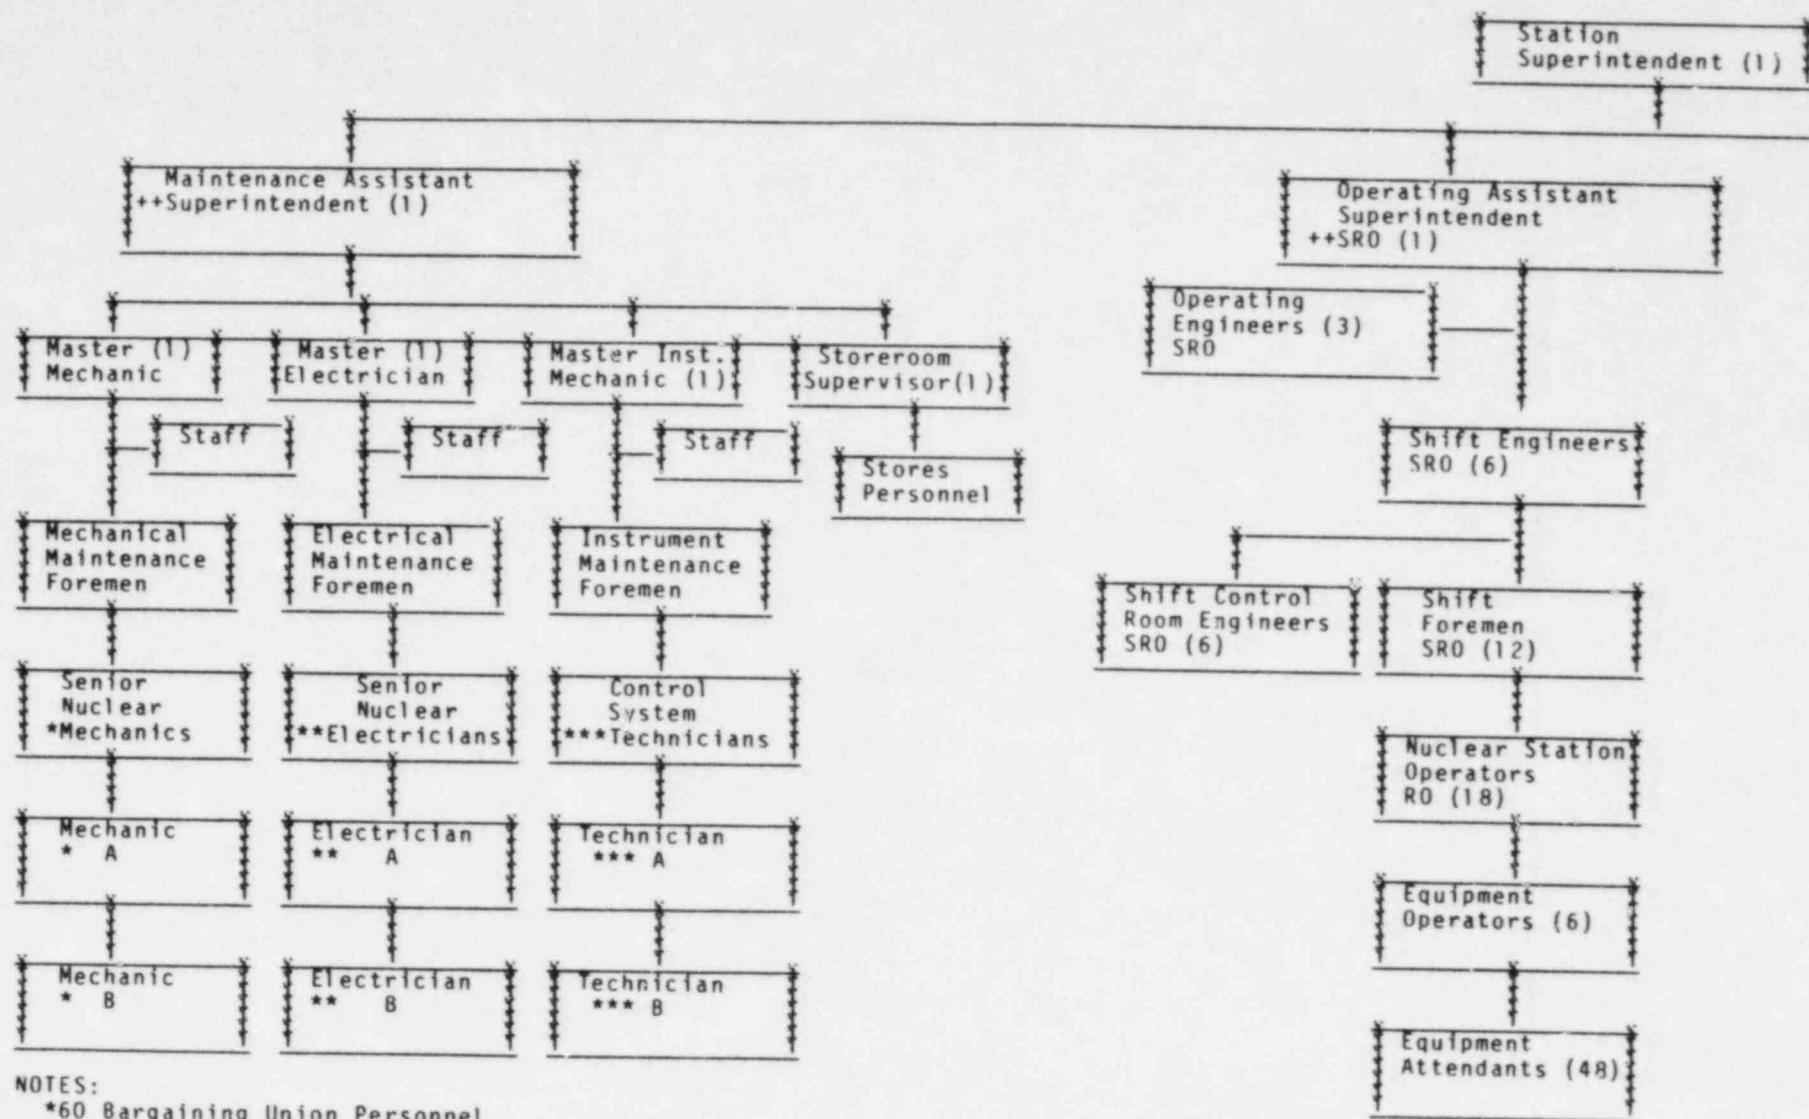 Station
Superintendent (1)
Maintenance Assistant
++Superintendent (1)
Operating Assistant
Superintendent
++SRO (1)
Operating
Engineers (3)
SRO
Master (1)
Mechanic
Master (1)
Electrician
Master Inst.
Mechanic (1)
Storeroom
Supervisor(1)
Staff
Staff
Staff
Stores
Personnel
Shift Engineers
SRO (6)
Mechanical
Maintenance
Foremen
Electrical
Maintenance
Foremen
Instrument
Maintenance
Foremen
Shift Control
Room Engineers
SRO (6)
Shift
Foremen
SRO (12)
Senior
Nuclear
*Mechanics
Senior
Nuclear
**Electricians
Control
System
***Technicians
Nuclear Station
Operators
RO (18)
Mechanic
* A
Electrician
** A
Technician
*** A
Equipment
Operators (6)
Mechanic
* B
Electrician
** B
Technician
*** B
Equipment
Attendants (48)
NOTES:
*60 Bargaining Union Personnel